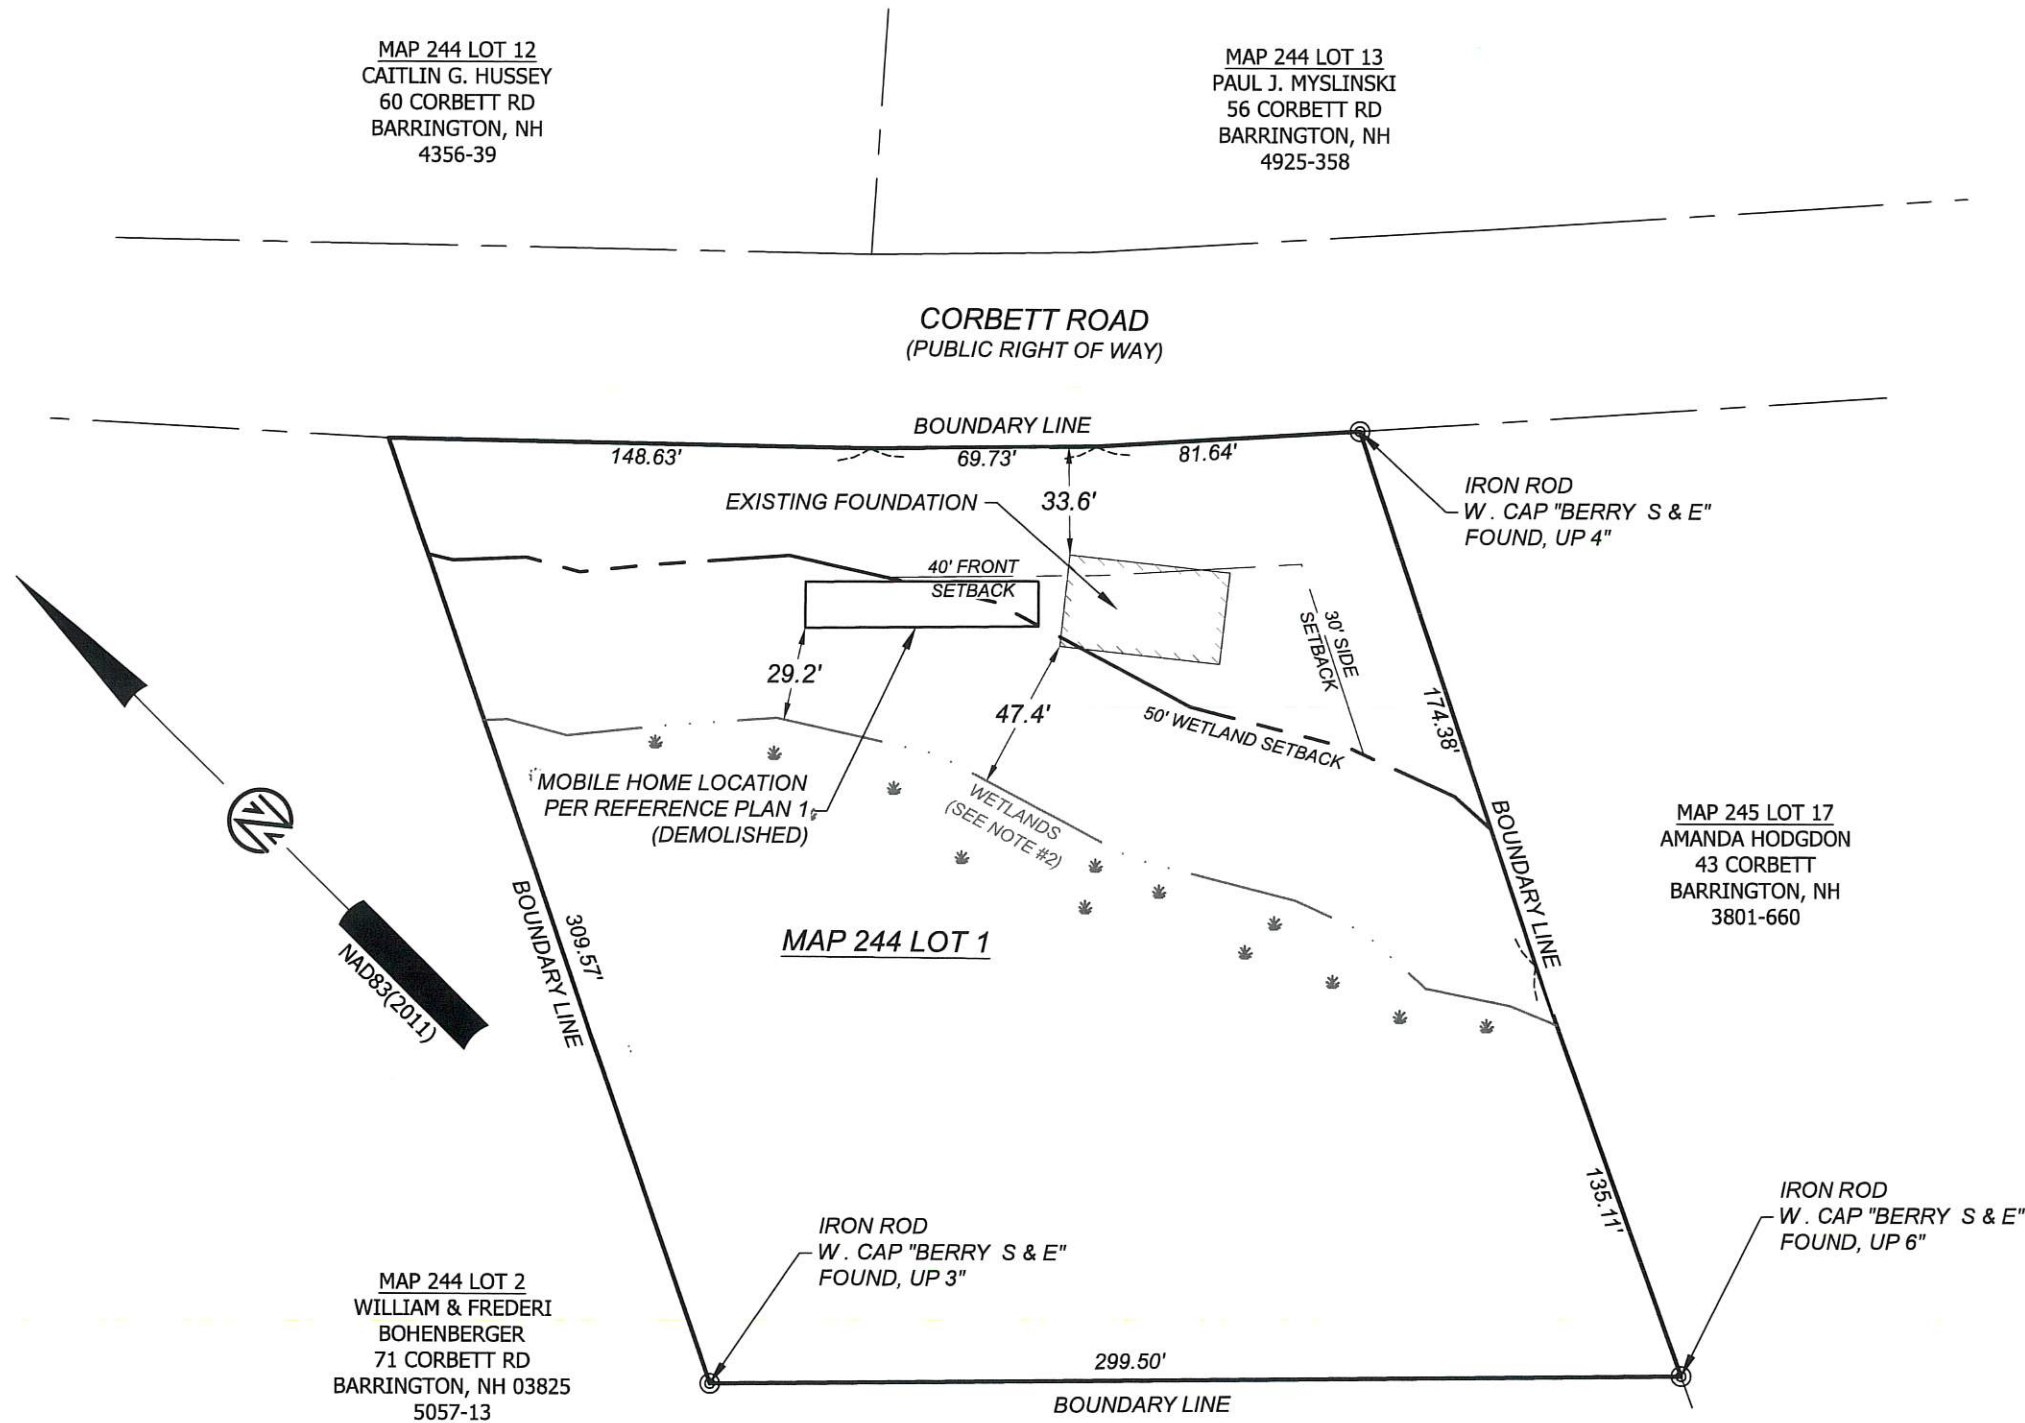 MAP 244 LOT 12
CAITLIN G. HUSSEY
60 CORBETT RD
BARRINGTON, NH
4356-39
MAP 244 LOT 13
PAUL J. MYSLINSKI
56 CORBETT RD
BARRINGTON, NH
4925-358
CORBETT ROAD
(PUBLIC RIGHT OF WAY)
BOUNDARY LINE
148.63'
69.73'
81.64'
EXISTING FOUNDATION
33.6'
IRON ROD
W . CAP "BERRY S & E"
FOUND, UP 4"
40' FRONT
SETBACK
30' SIDE
SETBACK
29.2'
47.4'
50' WETLAND SETBACK
174.38'
MOBILE HOME LOCATION
PER REFERENCE PLAN 1
(DEMOLISHED)
WETLANDS
(SEE NOTE #2)
BOUNDARY LINE
MAP 245 LOT 17
AMANDA HODGDON
43 CORBETT
BARRINGTON, NH
3801-660
NAD83(2011)
BOUNDARY LINE
309.57'
MAP 244 LOT 1
135.11'
IRON ROD
W . CAP "BERRY S & E"
FOUND, UP 3"
IRON ROD
W . CAP "BERRY S & E"
FOUND, UP 6"
MAP 244 LOT 2
WILLIAM & FREDERI
BOHENBERGER
71 CORBETT RD
BARRINGTON, NH 03825
5057-13
299.50'
BOUNDARY LINE